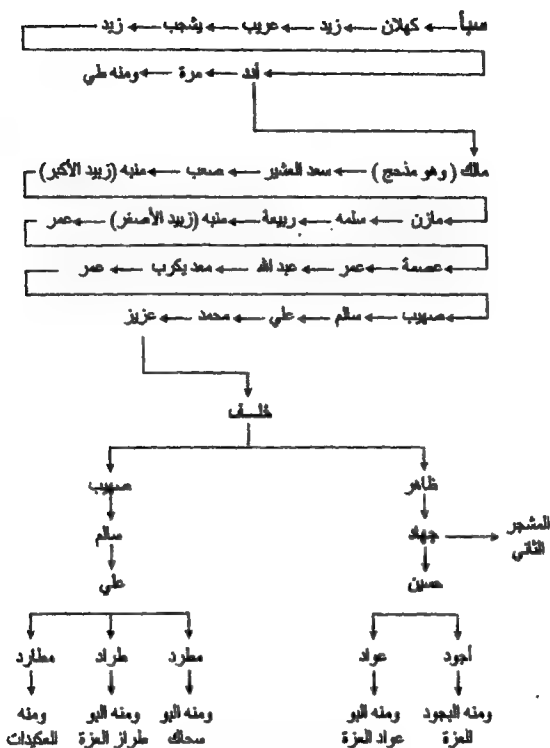 سبأ كهلان زيد عريب يشجب زيد
أدد مرة ومنه طي
مالك ( وهو مذحج ) سعد العشير صعب منبه (زبيد الأكبر)
مازن سلمه ربيعة منبه (زبيد الأصغر) عمر
عصمة عمر عبد الله معد يكرب عمر
صهيب سالم علي محمد عزيز
خلف
صهيب ظاهر
سالم جهاد المشجر
الثاني
علي حسين
مطارد طراد مطرد عواد أجود
ومنه ومنه البو ومنه البو ومنه البو ومنه البجود
العكيدات طراز العزة سحاك عواد العزة للعزة